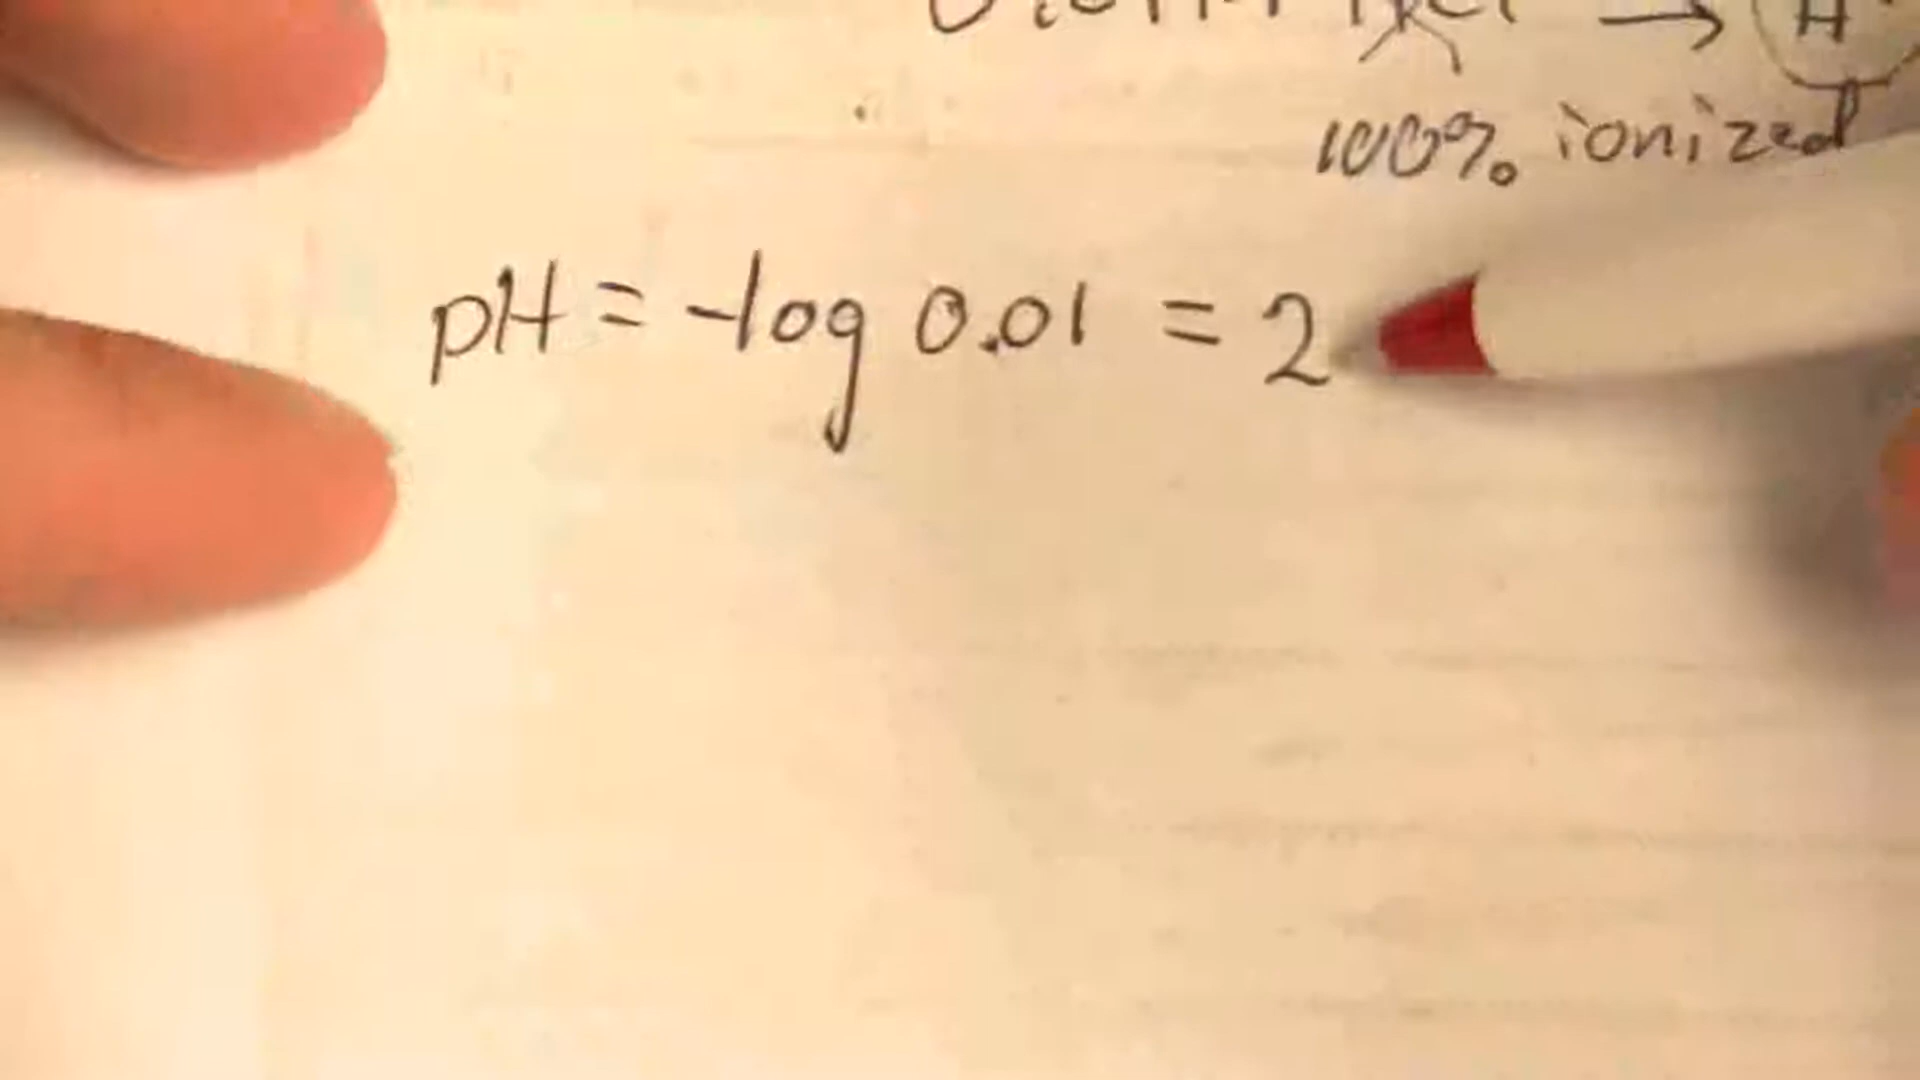 → H
100% ionized
pH = -log 0.01 = 2